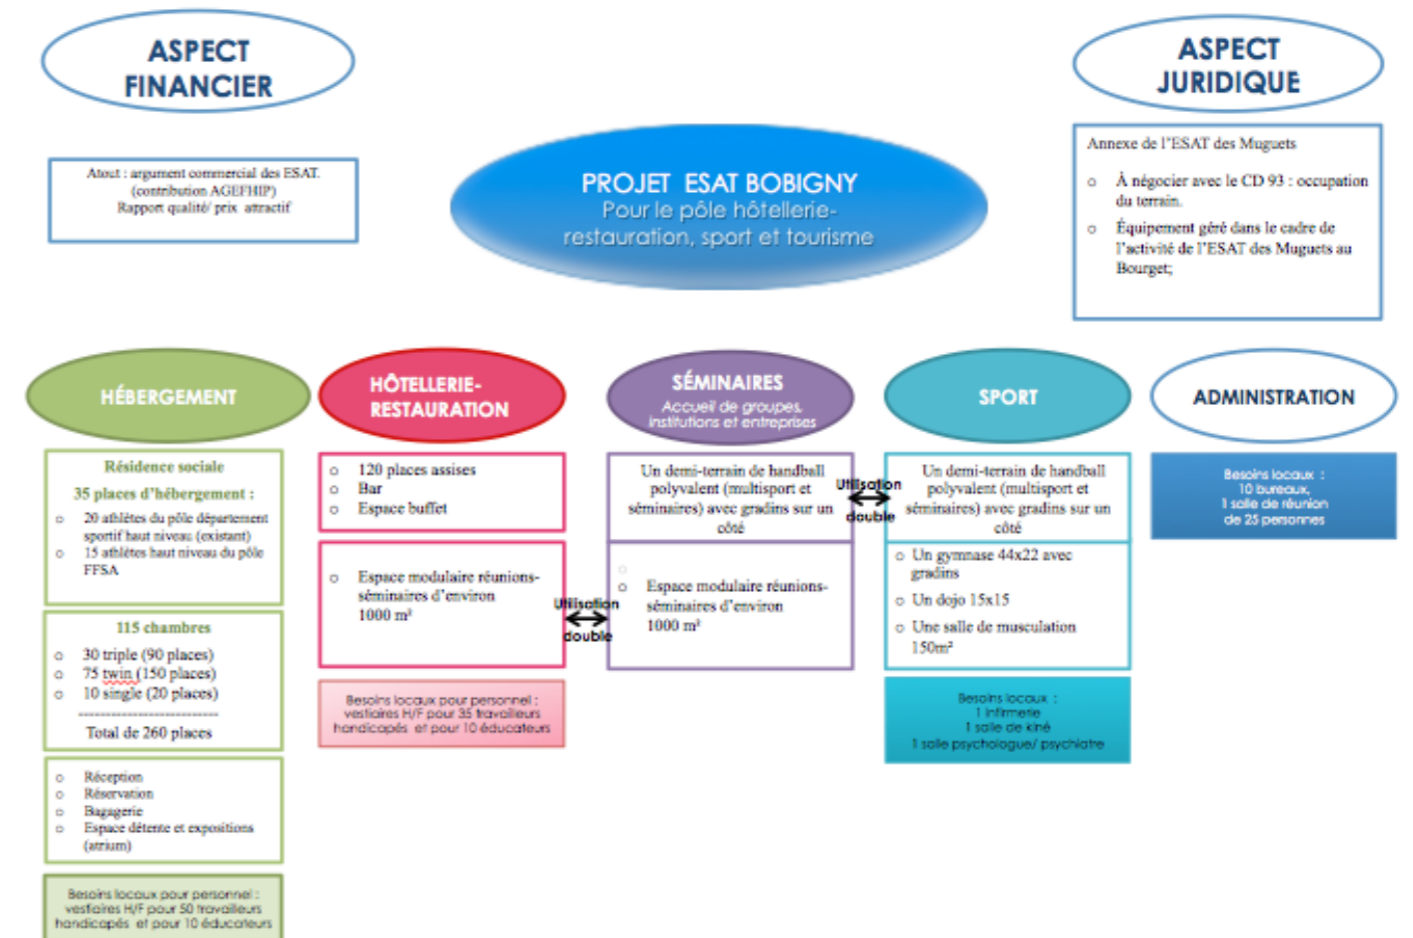 ASPECT
FINANCIER
ASPECT
JURIDIQUE
Atout : argument commercial des ESAT.
(contribution AGEFHIP)
Rapport qualité/ prix attractif
PROJET ESAT BOBIGNY
Pour le pôle hôtellerie-
restauration, sport et tourisme
Annexe de l'ESAT des Muguets
o À négocier avec le CD 93 : occupation
du terrain.
o Équipement géré dans le cadre de
l'activité de l'ESAT des Muguets au
Bourget;
HÉBERGEMENT
Résidence sociale
35 places d'hébergement :
o 20 athlètes du pôle département
sportif haut niveau (existant)
o 15 athlètes haut niveau du pôle
FFSA
115 chambres
o 30 triple (90 places)
o 75 twin (150 places)
o 10 single (20 places)
----------------------------
Total de 260 places
o Réception
o Réservation
o Bagagerie
o Espace détente et expositions
(atrium)
Besoins locaux pour personnel :
vestiaires H/F pour 50 travailleurs
handicapés et pour 10 éducateurs
HÔTELLERIE-
RESTAURATION
o 120 places assises
o Bar
o Espace buffet
o Espace modulaire réunions-
séminaires d'environ
1000 m²
Besoins locaux pour personnel :
vestiaires H/F pour 35 travailleurs
handicapés et pour 10 éducateurs
Utilisation
double
SÉMINAIRES
Accueil de groupes,
institutions et entreprises
Un demi-terrain de handball
polyvalent (multisport et
séminaires) avec gradins sur un
côté
o
o Espace modulaire réunions-
séminaires d'environ
1000 m²
Utilisation
double
SPORT
Un demi-terrain de handball
polyvalent (multisport et
séminaires) avec gradins sur un
côté
o Un gymnase 44x22 avec
gradins
o Un dojo 15x15
o Une salle de musculation
150m²
Besoins locaux :
1 infirmerie
1 salle de kiné
1 salle psychologue/ psychiatre
ADMINISTRATION
Besoins locaux :
10 bureaux,
1 salle de réunion
de 25 personnes